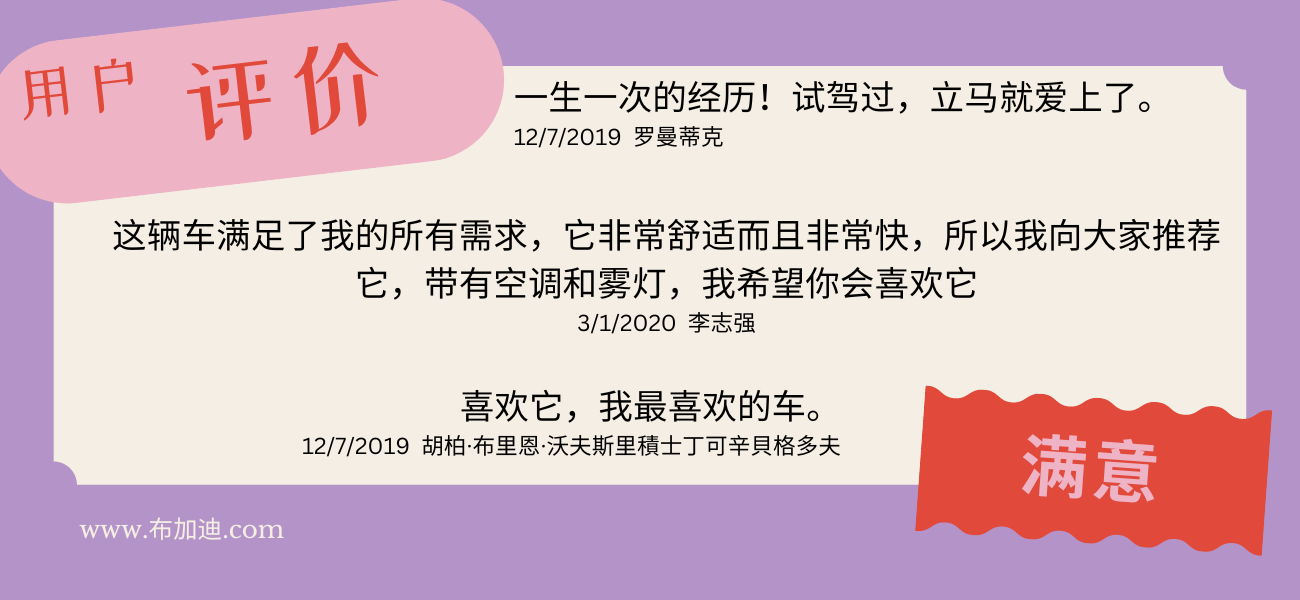 用户 评价
一生一次的经历！试驾过，立马就爱上了。
12/7/2019 罗曼蒂克
这辆车满足了我的所有需求，它非常舒适而且非常快，所以我向大家推荐
它，带有空调和雾灯，我希望你会喜欢它
3/1/2020 李志强
喜欢它，我最喜欢的车。
12/7/2019 胡柏·布里恩·沃夫斯里積士丁可辛貝格多夫
满意
www.布加迪.com